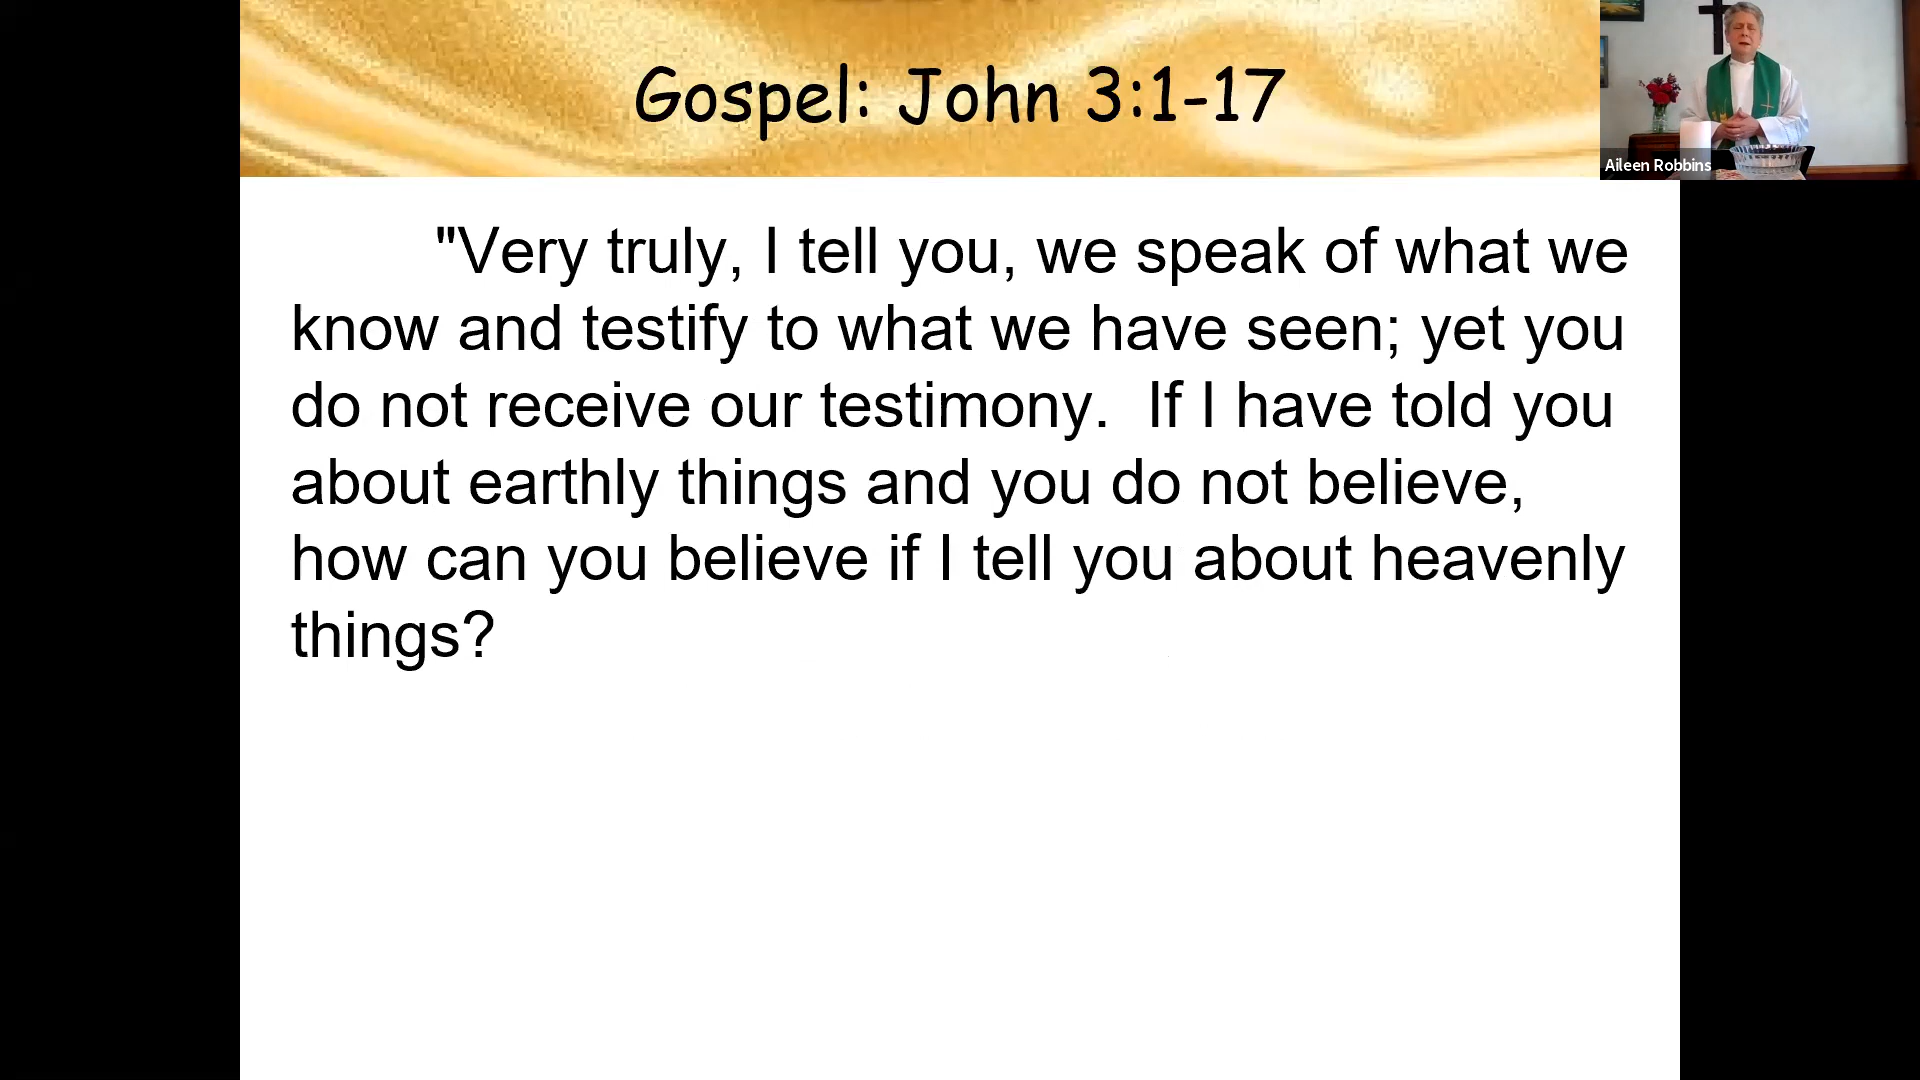 Gospel: John 3:1-17
Aileen Robbins
"Very truly, I tell you, we speak of what we
know and testify to what we have seen; yet you
do not receive our testimony.  If I have told you
about earthly things and you do not believe,
how can you believe if I tell you about heavenly
things?